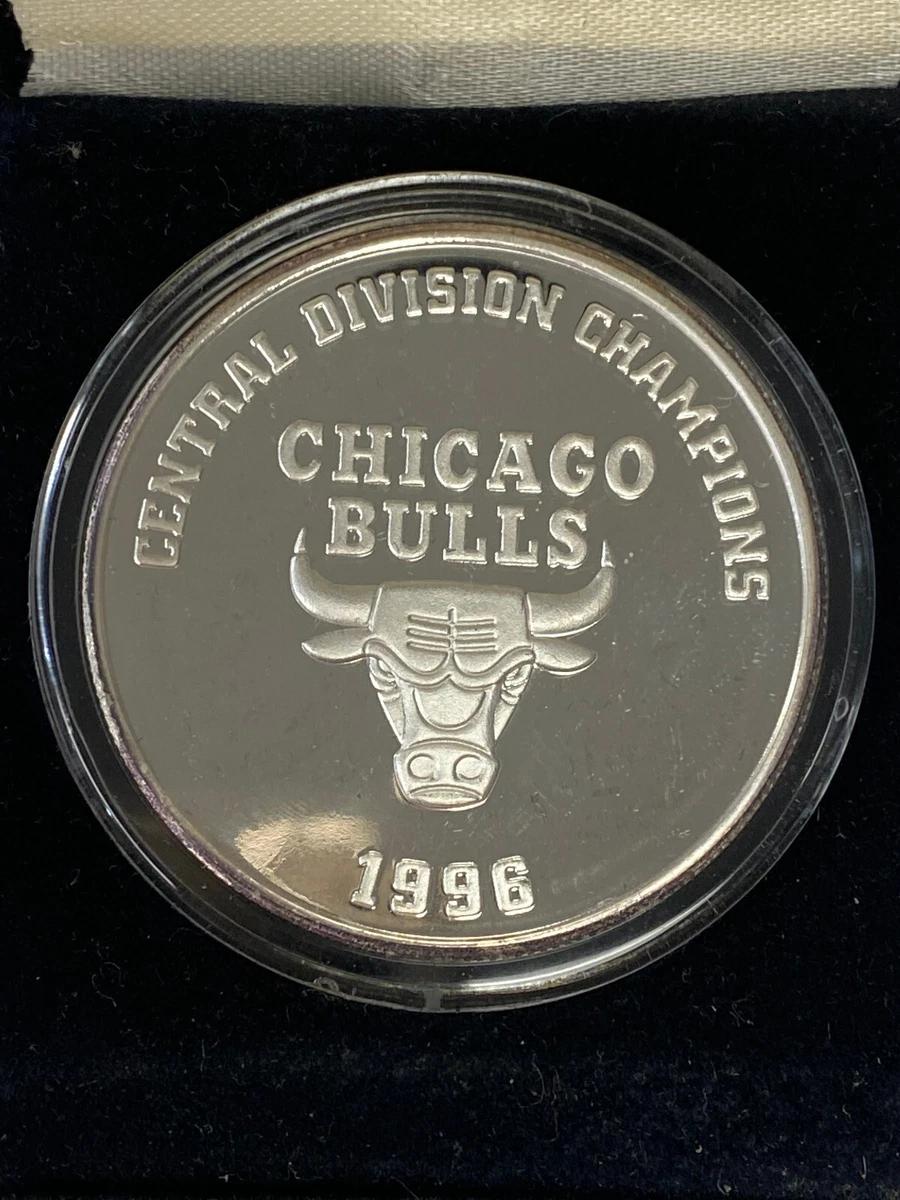 CENTRAL DIVISION CHAMPIONS
CHICAGO
BULLS
1996